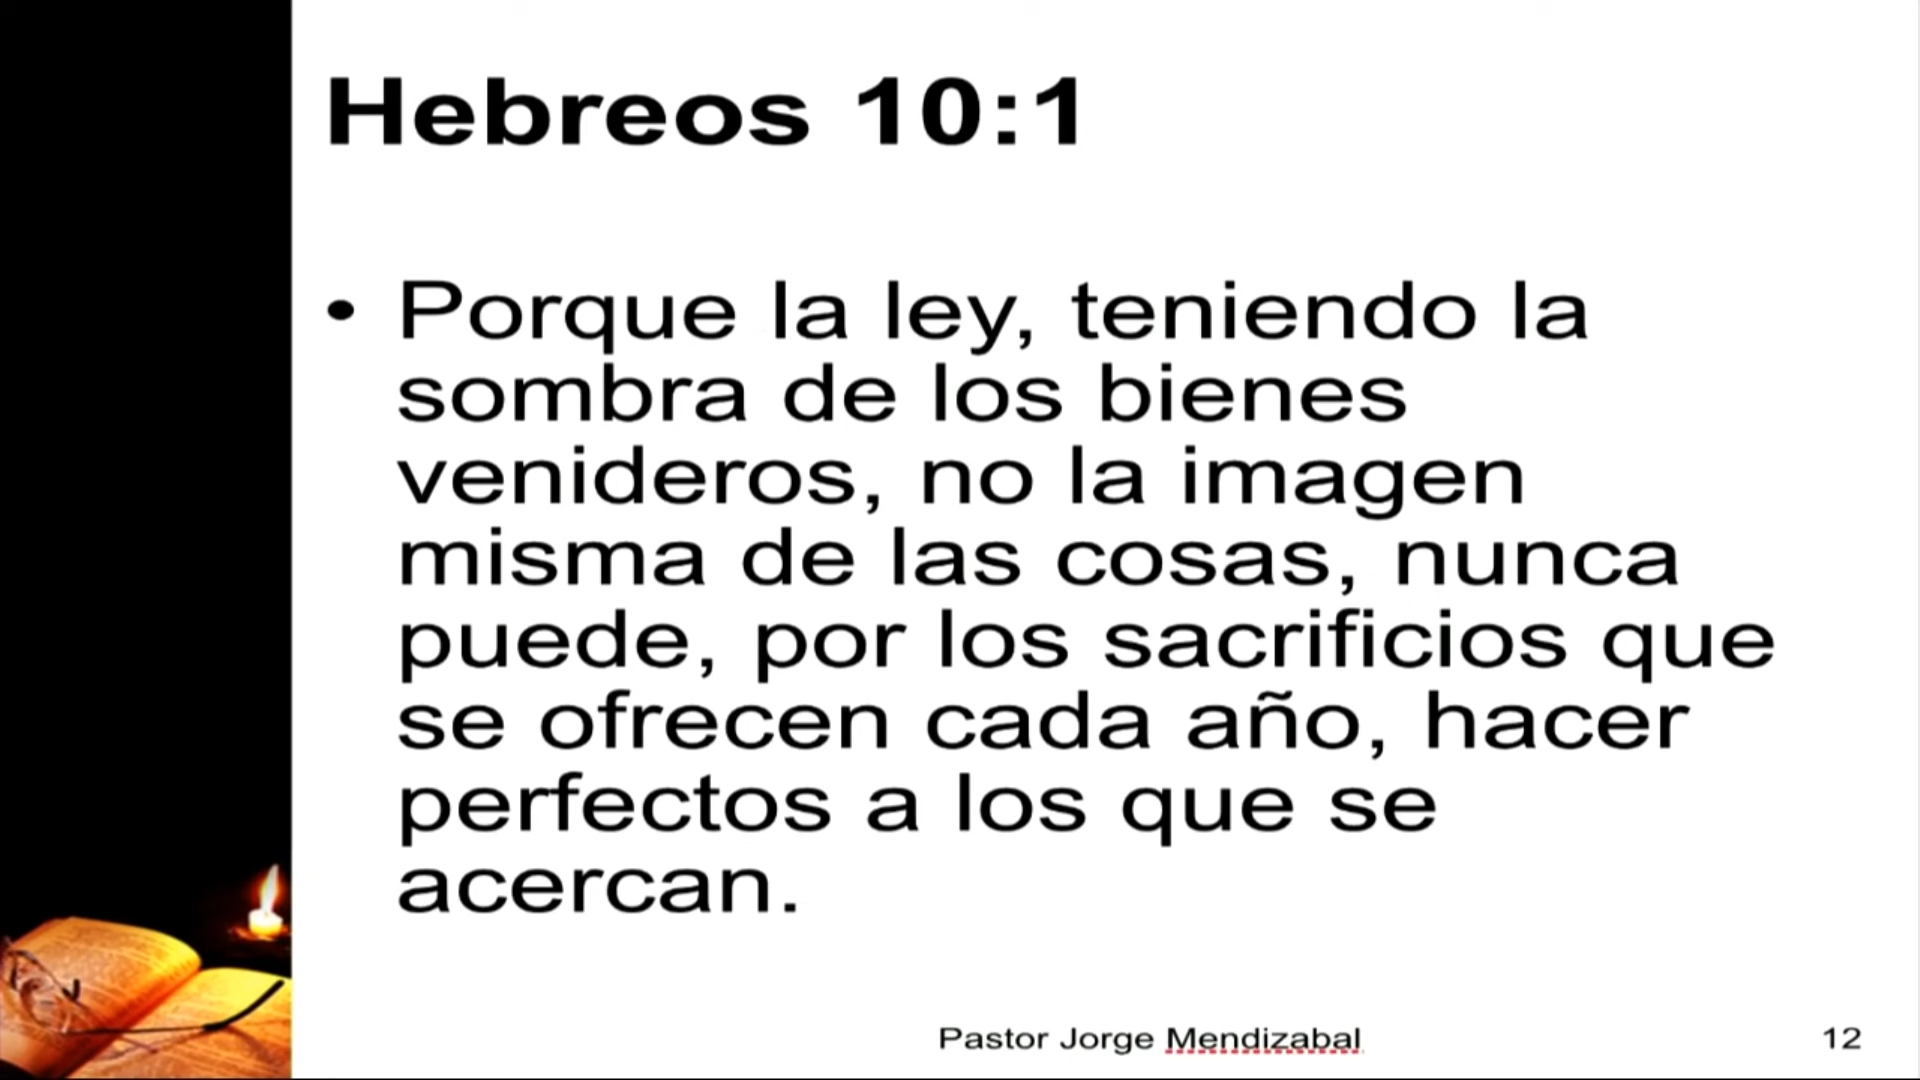 Hebreos 10:1
• Porque la ley, teniendo la
sombra de los bienes
venideros, no la imagen
misma de las cosas, nunca
puede, por los sacrificios que
se ofrecen cada año, hacer
perfectos a los que se
acercan.
Pastor Jorge Mendizabal
12